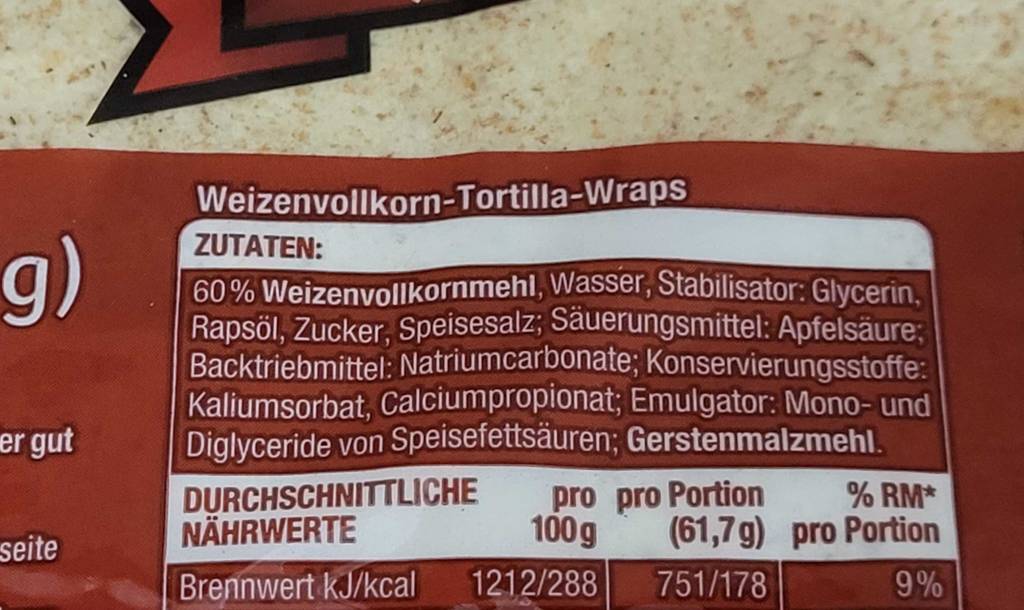 Weizenvollkorn-Tortilla-Wraps
ZUTATEN:
60% Weizenvollkornmehl, Wasser, Stabilisator: Glycerin,
Rapsöl, Zucker, Speisesalz; Säuerungsmittel: Apfelsäure;
Backtriebmittel: Natriumcarbonate; Konservierungsstoffe:
Kaliumsorbat, Calciumpropionat; Emulgator: Mono- und
Diglyceride von Speisefettsäuren; Gerstenmalzmehl.
DURCHSCHNITTLICHE pro pro Portion % RM*
NÄHRWERTE 100g (61,7g) pro Portion
Brennwert kJ/kcal 1212/288 751/178 9%
g)
er gut
seite